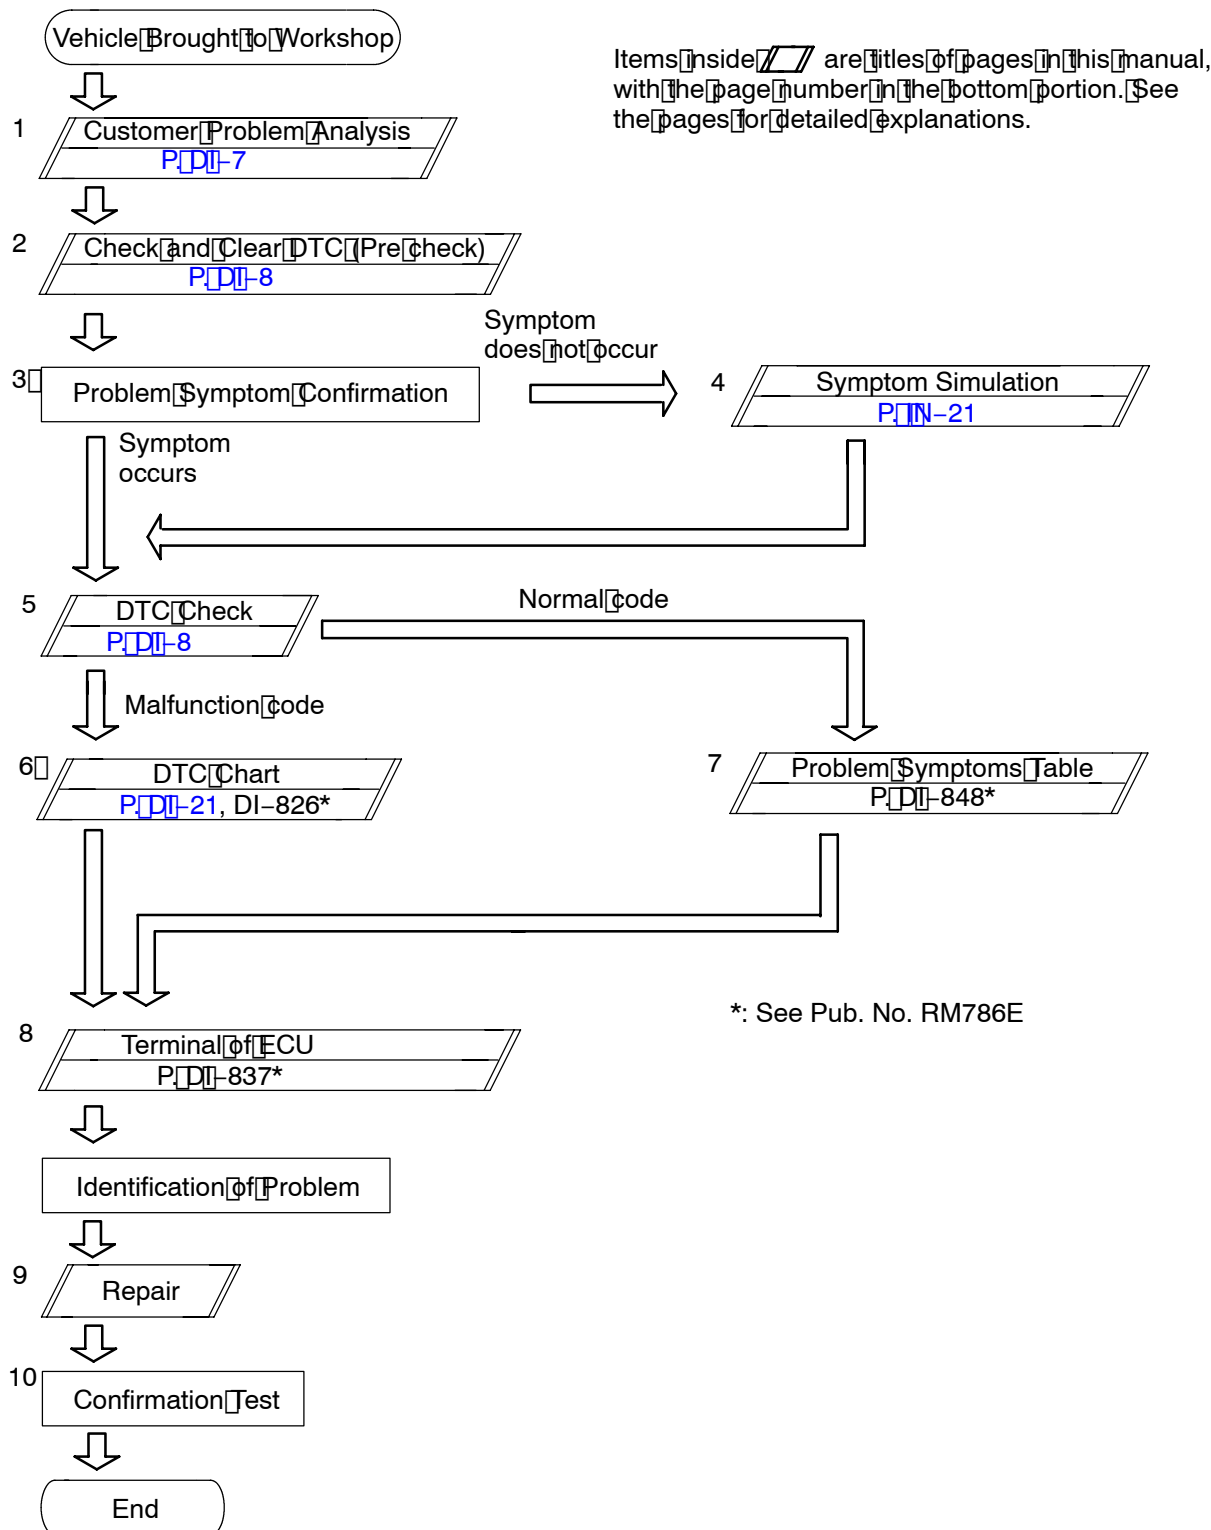 Vehicle Brought to Workshop
Items inside are titles of pages in this manual,
with the page number in the bottom portion. See
the pages for detailed explanations.
1
Customer Problem Analysis
P. DI–7
2
Check and Clear DTC (Pre check)
P. DI–8
Symptom
does not occur
3
Problem Symptom Confirmation
4
Symptom Simulation
P. IN–21
Symptom
occurs
5
DTC Check
P. DI–8
Normal code
Malfunction code
6
DTC Chart
P. DI–21, DI–826*
7
Problem Symptoms Table
P. DI–848*
*: See Pub. No. RM786E
8
Terminal of ECU
P. DI–837*
Identification of Problem
9
Repair
10
Confirmation Test
End